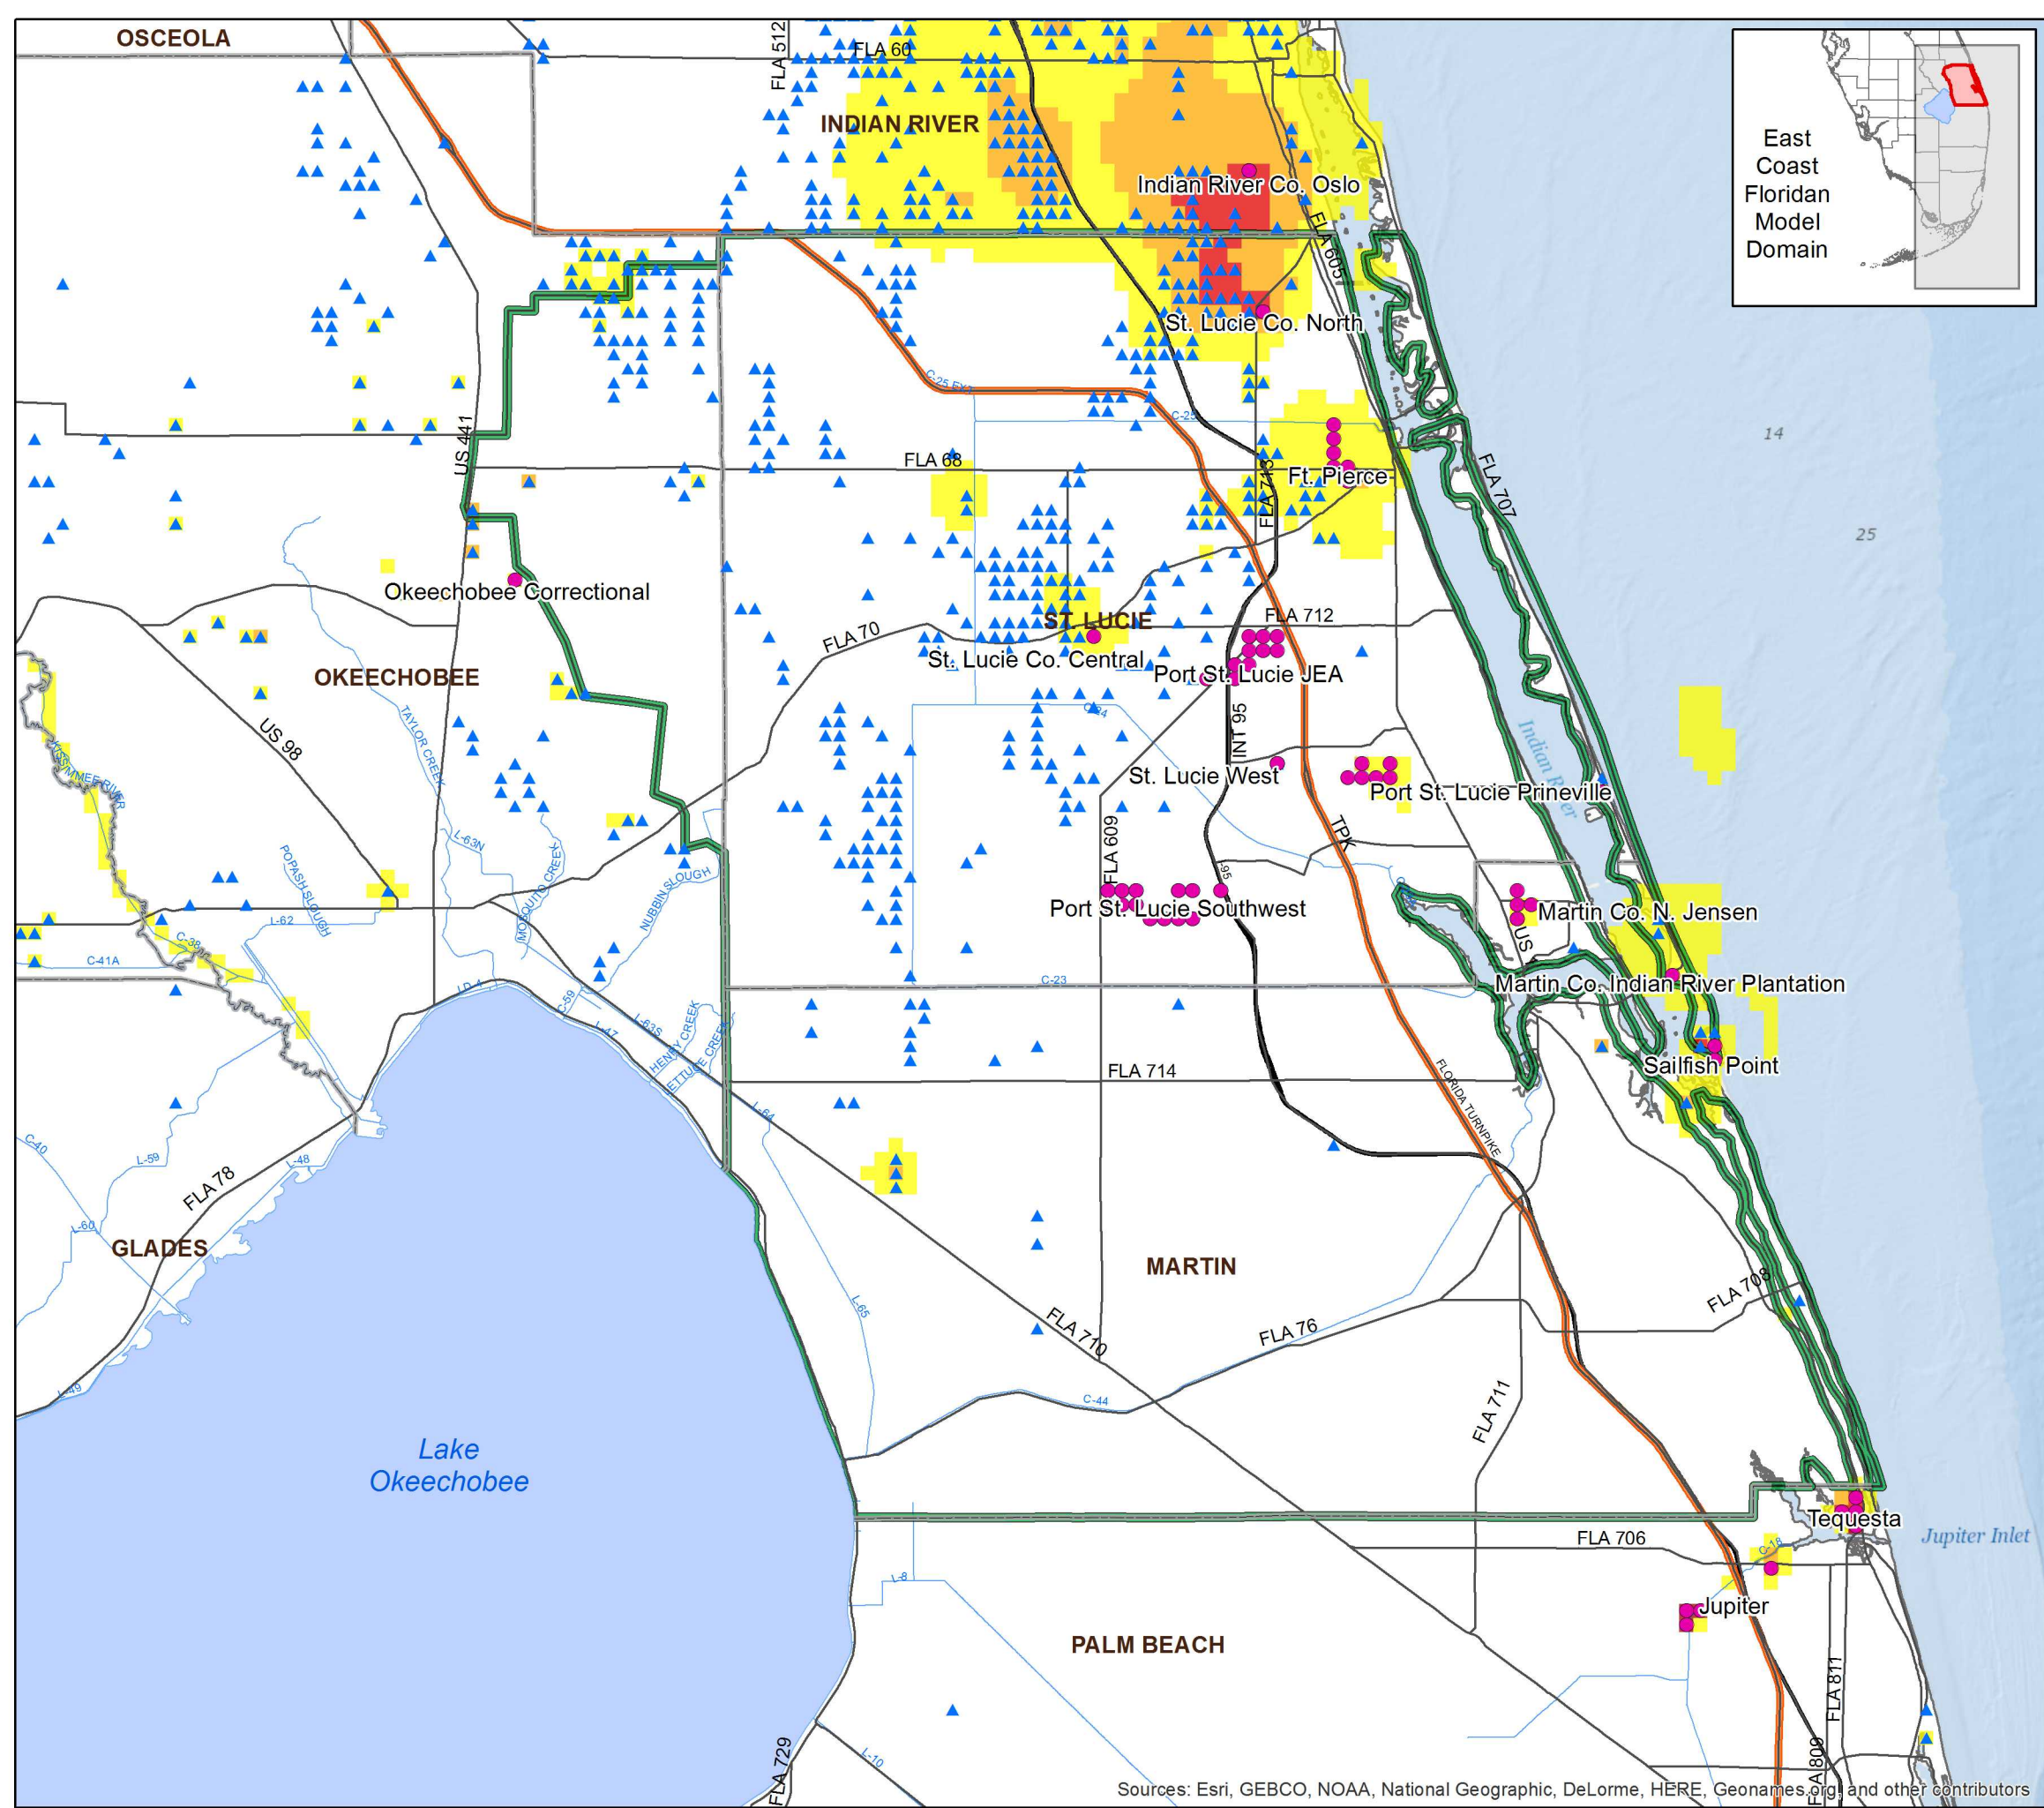 OSCEOLA
FLA 512
FLA 60
INDIAN RIVER
East
Coast
Floridan
Model
Domain
Indian River Co. Oslo
FLA 605
St. Lucie Co. North
C-25 EXT
C-25
14
US 441
FLA 68
FLA 713
Ft. Pierce
FLA 707
25
Okeechobee Correctional
ST. LUCIE
FLA 712
FLA 70
St. Lucie Co. Central
Port St. Lucie JEA
OKEECHOBEE
TAYLOR CREEK
US 98
C-24
INT 95
Indian River
KISSIMMEE RIVER
St. Lucie West
Port St. Lucie Prineville
L-63N
FLA 609
TPK
POPASH SLOUGH
MOSQUITO CREEK
NUBBIN SLOUGH
I-95
Port St. Lucie Southwest
Martin Co. N. Jensen
L-62
US
C-38
C-41A
C-23
Martin Co. Indian River Plantation
LD-4
C-59
L-47
L-63S
HENRY CREEK
LETTUCE CREEK
Sailfish Point
FLA 714
FLORIDA TURNPIKE
L-64
C-40
L-59
L-48
FLA 78
L-60
GLADES
MARTIN
FLA 708
L-65
FLA 710
FLA 76
L-49
C-44
FLA 711
Lake
Okeechobee
Tequesta
Jupiter Inlet
FLA 706
C-18
L-8
Jupiter
PALM BEACH
FLA 811
FLA 729
L-10
FLA 809
Sources: Esri, GEBCO, NOAA, National Geographic, DeLorme, HERE, Geonames.org, and other contributors